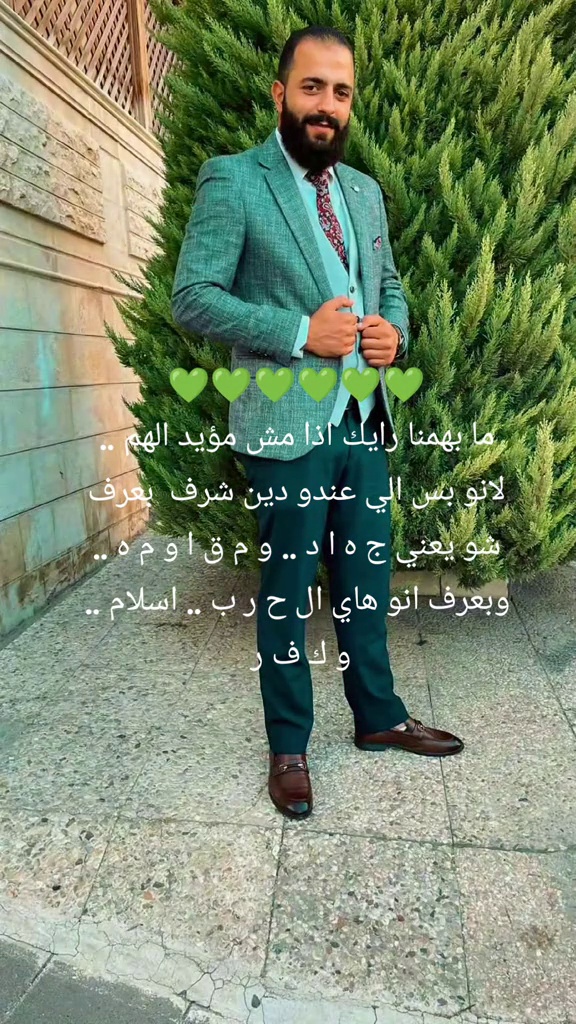 💚💚💚💚💚💚
ما بهمنا رايك اذا مش مؤيد الهم ..
لانو بس الي عندو دين شرف بعرف
شو يعني ج ه ا د .. و م ق ا و م ه ..
وبعرف انو هاي ال ح ر ب .. اسلام ..
و ك ف ر